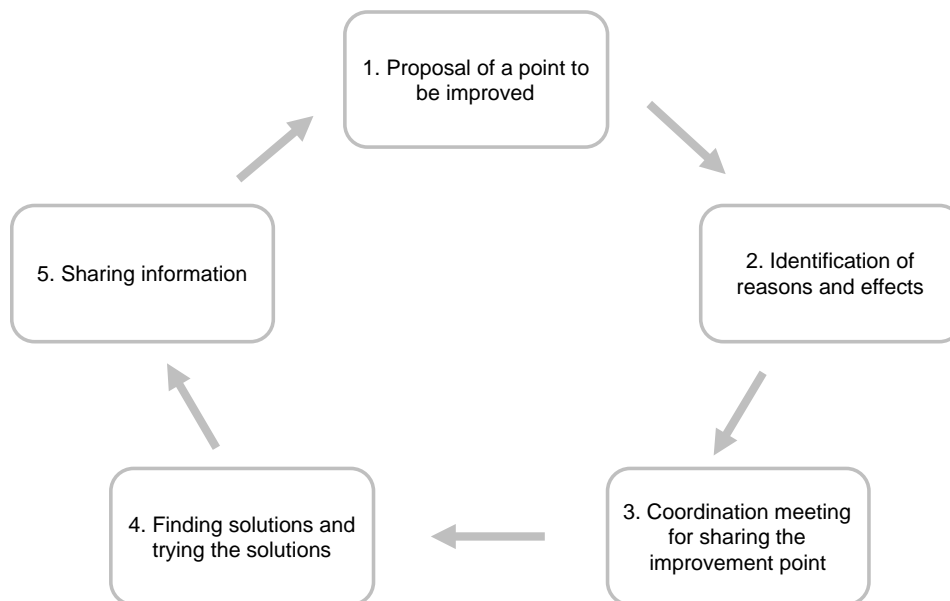 1. Proposal of a point to
be improved
2. Identification of
reasons and effects
3. Coordination meeting
for sharing the
improvement point
4. Finding solutions and
trying the solutions
5. Sharing information